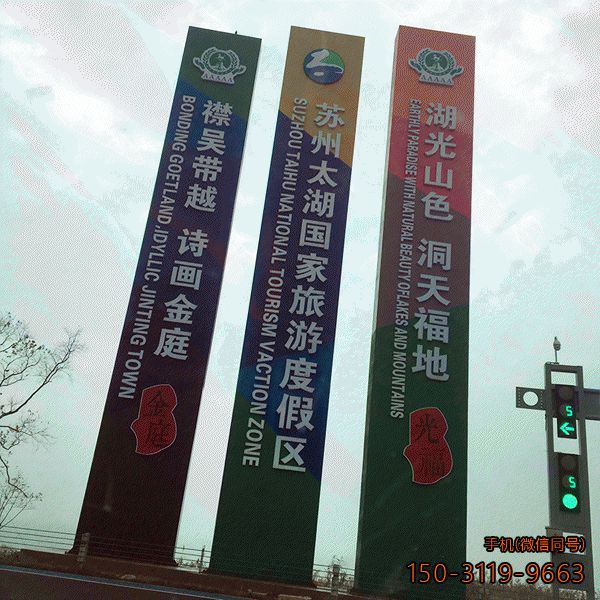 襟吴带越 诗画金庭
BONDING GOETLAND ,IDYLLIC JINTING TOWN
金庭
苏州太湖国家旅游度假区
SUZHOU TAIHU NATIONAL TOURISM VACTION ZONE
湖光山色 洞天福地
EARTHLY PARADISE WITH NATURAL BEAUTY OF LAKES AND MOUNTAINS
光福
AAAAA
AAAAA
5
5
手机(微信同号)
150-3119-9663